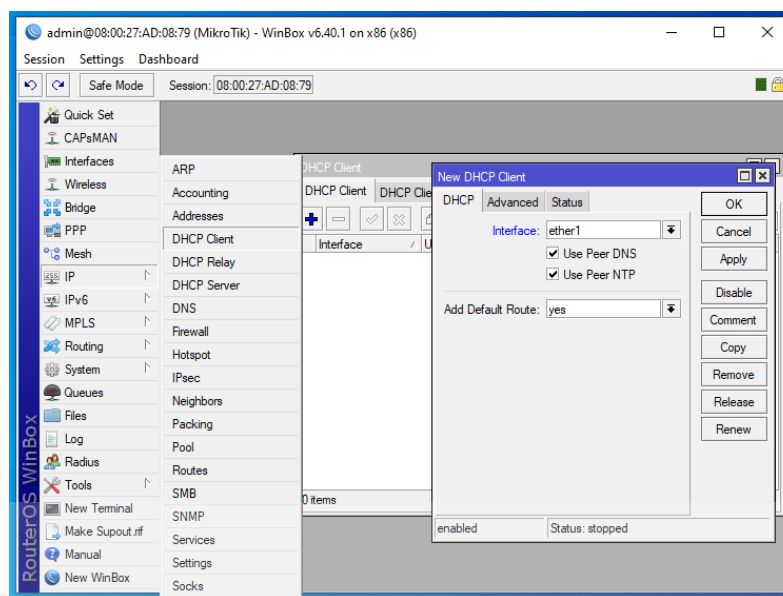 admin@08:00:27:AD:08:79 (MikroTik) - WinBox v6.40.1 on x86 (x86)
Session Settings Dashboard
Safe Mode Session: 08:00:27:AD:08:79
Quick Set
CAPsMAN
Interfaces
Wireless
Bridge
PPP
Mesh
IP
IPv6
MPLS
Routing
System
Queues
Files
Log
Radius
Tools
New Terminal
Make Supout.rif
Manual
New WinBox
RouterOS WinBox
ARP
Accounting
Addresses
DHCP Client
DHCP Relay
DHCP Server
DNS
Firewall
Hotspot
IPsec
Neighbors
Packing
Pool
Routes
SMB
SNMP
Services
Settings
Socks
DHCP Client
DHCP Client DHCP Clie
Interface / U
0 items
New DHCP Client
DHCP Advanced Status
Interface: ether1
Use Peer DNS
Use Peer NTP
Add Default Route: yes
OK
Cancel
Apply
Disable
Comment
Copy
Remove
Release
Renew
enabled Status: stopped